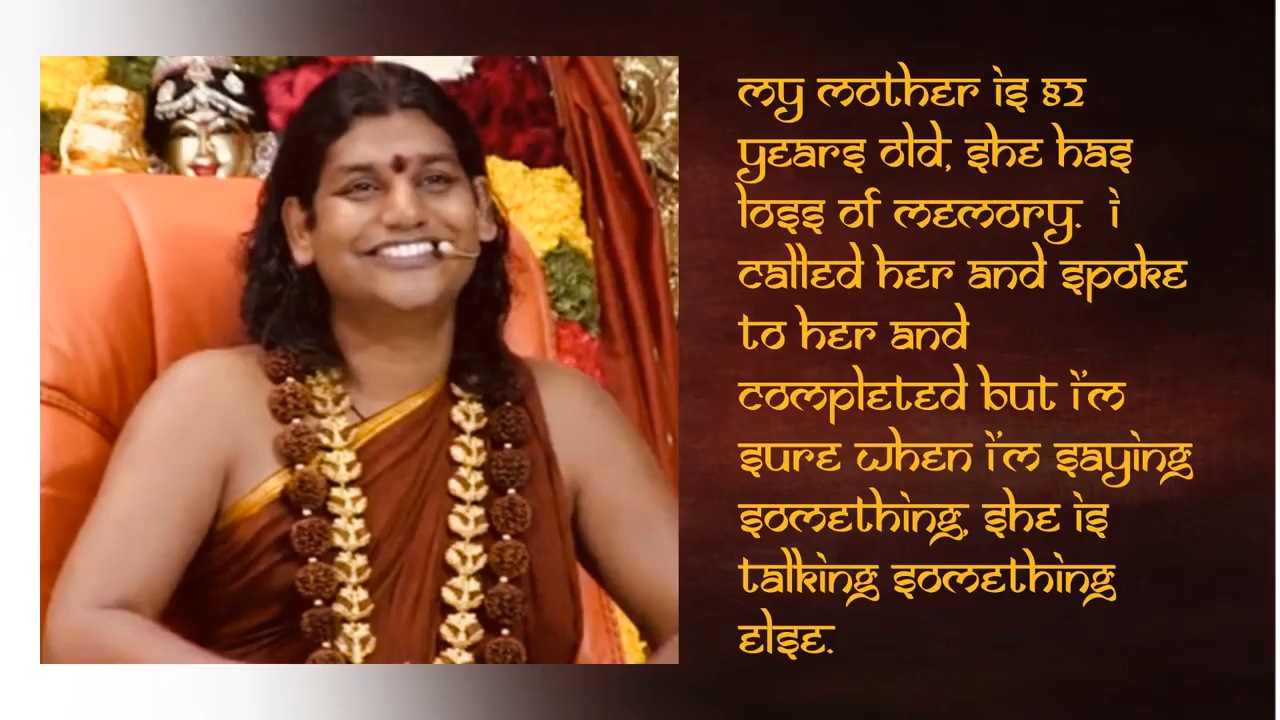 my mother is 82
years old, she has
loss of memory.  i
called her and spoke
to her and
completed but i'm
sure when i'm saying
something, she is
talking something
else.